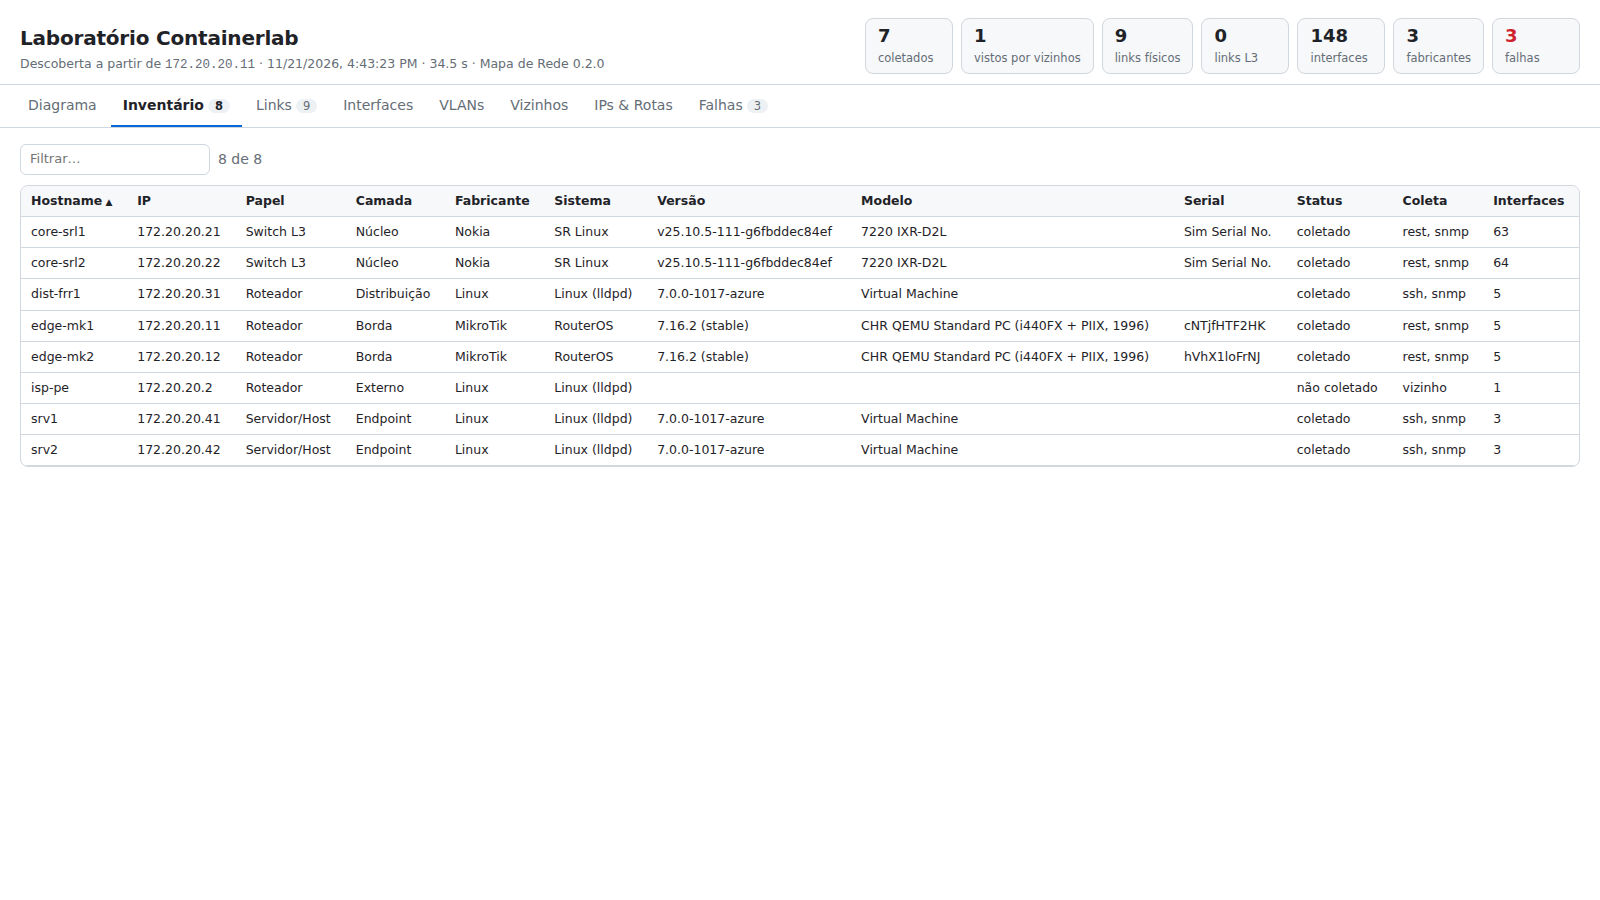 Laboratório Containerlab
Descoberta a partir de 172.20.20.11 · 11/21/2026, 4:43:23 PM · 34.5 s · Mapa de Rede 0.2.0
7 coletados
1 vistos por vizinhos
9 links físicos
0 links L3
148 interfaces
3 fabricantes
3 falhas
Diagrama Inventário 8 Links 9 Interfaces VLANs Vizinhos IPs & Rotas Falhas 3
Filtrar… 8 de 8
Hostname ▲ IP Papel Camada Fabricante Sistema Versão Modelo Serial Status Coleta Interfaces
core-srl1 172.20.20.21 Switch L3 Núcleo Nokia SR Linux v25.10.5-111-g6fbddec84ef 7220 IXR-D2L Sim Serial No. coletado rest, snmp 63
core-srl2 172.20.20.22 Switch L3 Núcleo Nokia SR Linux v25.10.5-111-g6fbddec84ef 7220 IXR-D2L Sim Serial No. coletado rest, snmp 64
dist-frr1 172.20.20.31 Roteador Distribuição Linux Linux (lldpd) 7.0.0-1017-azure Virtual Machine coletado ssh, snmp 5
edge-mk1 172.20.20.11 Roteador Borda MikroTik RouterOS 7.16.2 (stable) CHR QEMU Standard PC (i440FX + PIIX, 1996) cNTjfHTF2HK coletado rest, snmp 5
edge-mk2 172.20.20.12 Roteador Borda MikroTik RouterOS 7.16.2 (stable) CHR QEMU Standard PC (i440FX + PIIX, 1996) hVhX1loFrNJ coletado rest, snmp 5
isp-pe 172.20.20.2 Roteador Externo Linux Linux (lldpd) não coletado vizinho 1
srv1 172.20.20.41 Servidor/Host Endpoint Linux Linux (lldpd) 7.0.0-1017-azure Virtual Machine coletado ssh, snmp 3
srv2 172.20.20.42 Servidor/Host Endpoint Linux Linux (lldpd) 7.0.0-1017-azure Virtual Machine coletado ssh, snmp 3